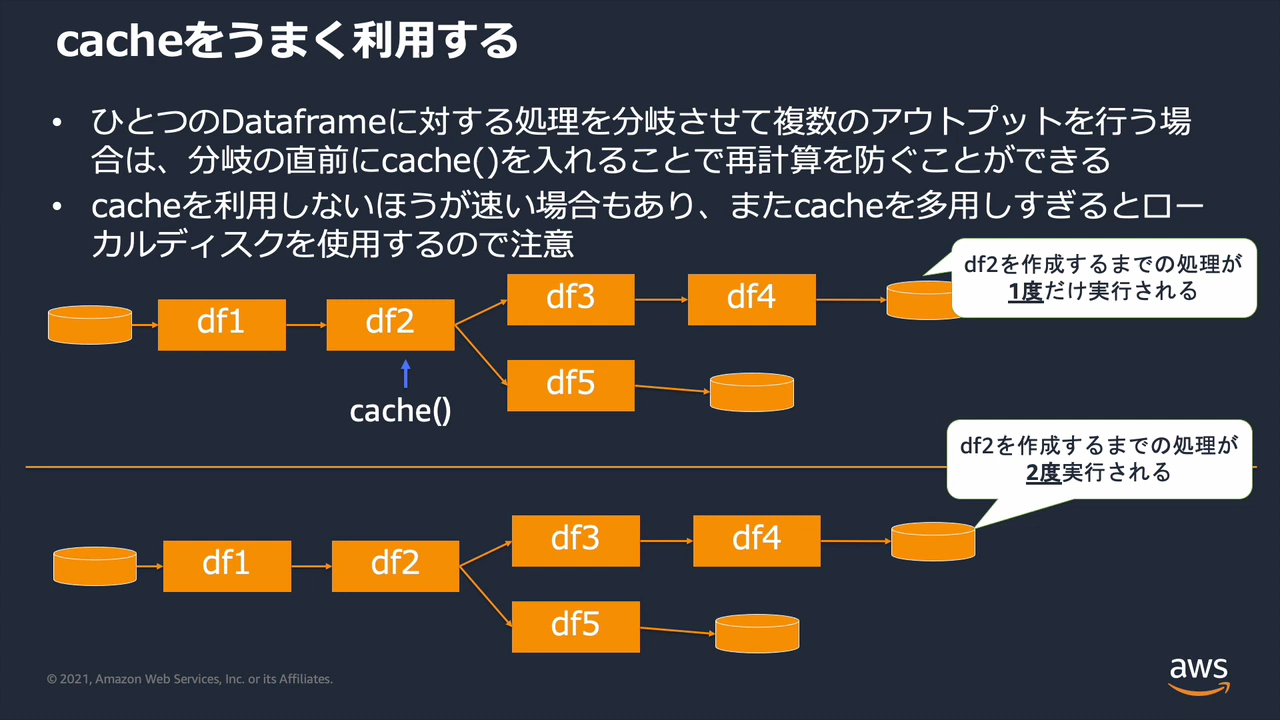 cacheをうまく利用する
• ひとつのDataframeに対する処理を分岐させて複数のアウトプットを行う場
合は、分岐の直前にcache()を入れることで再計算を防ぐことができる
• cacheを利用しないほうが速い場合もあり、またcacheを多用しすぎるとロー
カルディスクを使用するので注意
df2を作成するまでの処理が
1度だけ実行される
df1
df2
df3
df4
df5
cache()
df2を作成するまでの処理が
2度実行される
df1
df2
df3
df4
df5
© 2021, Amazon Web Services, Inc. or its Affiliates.
aws